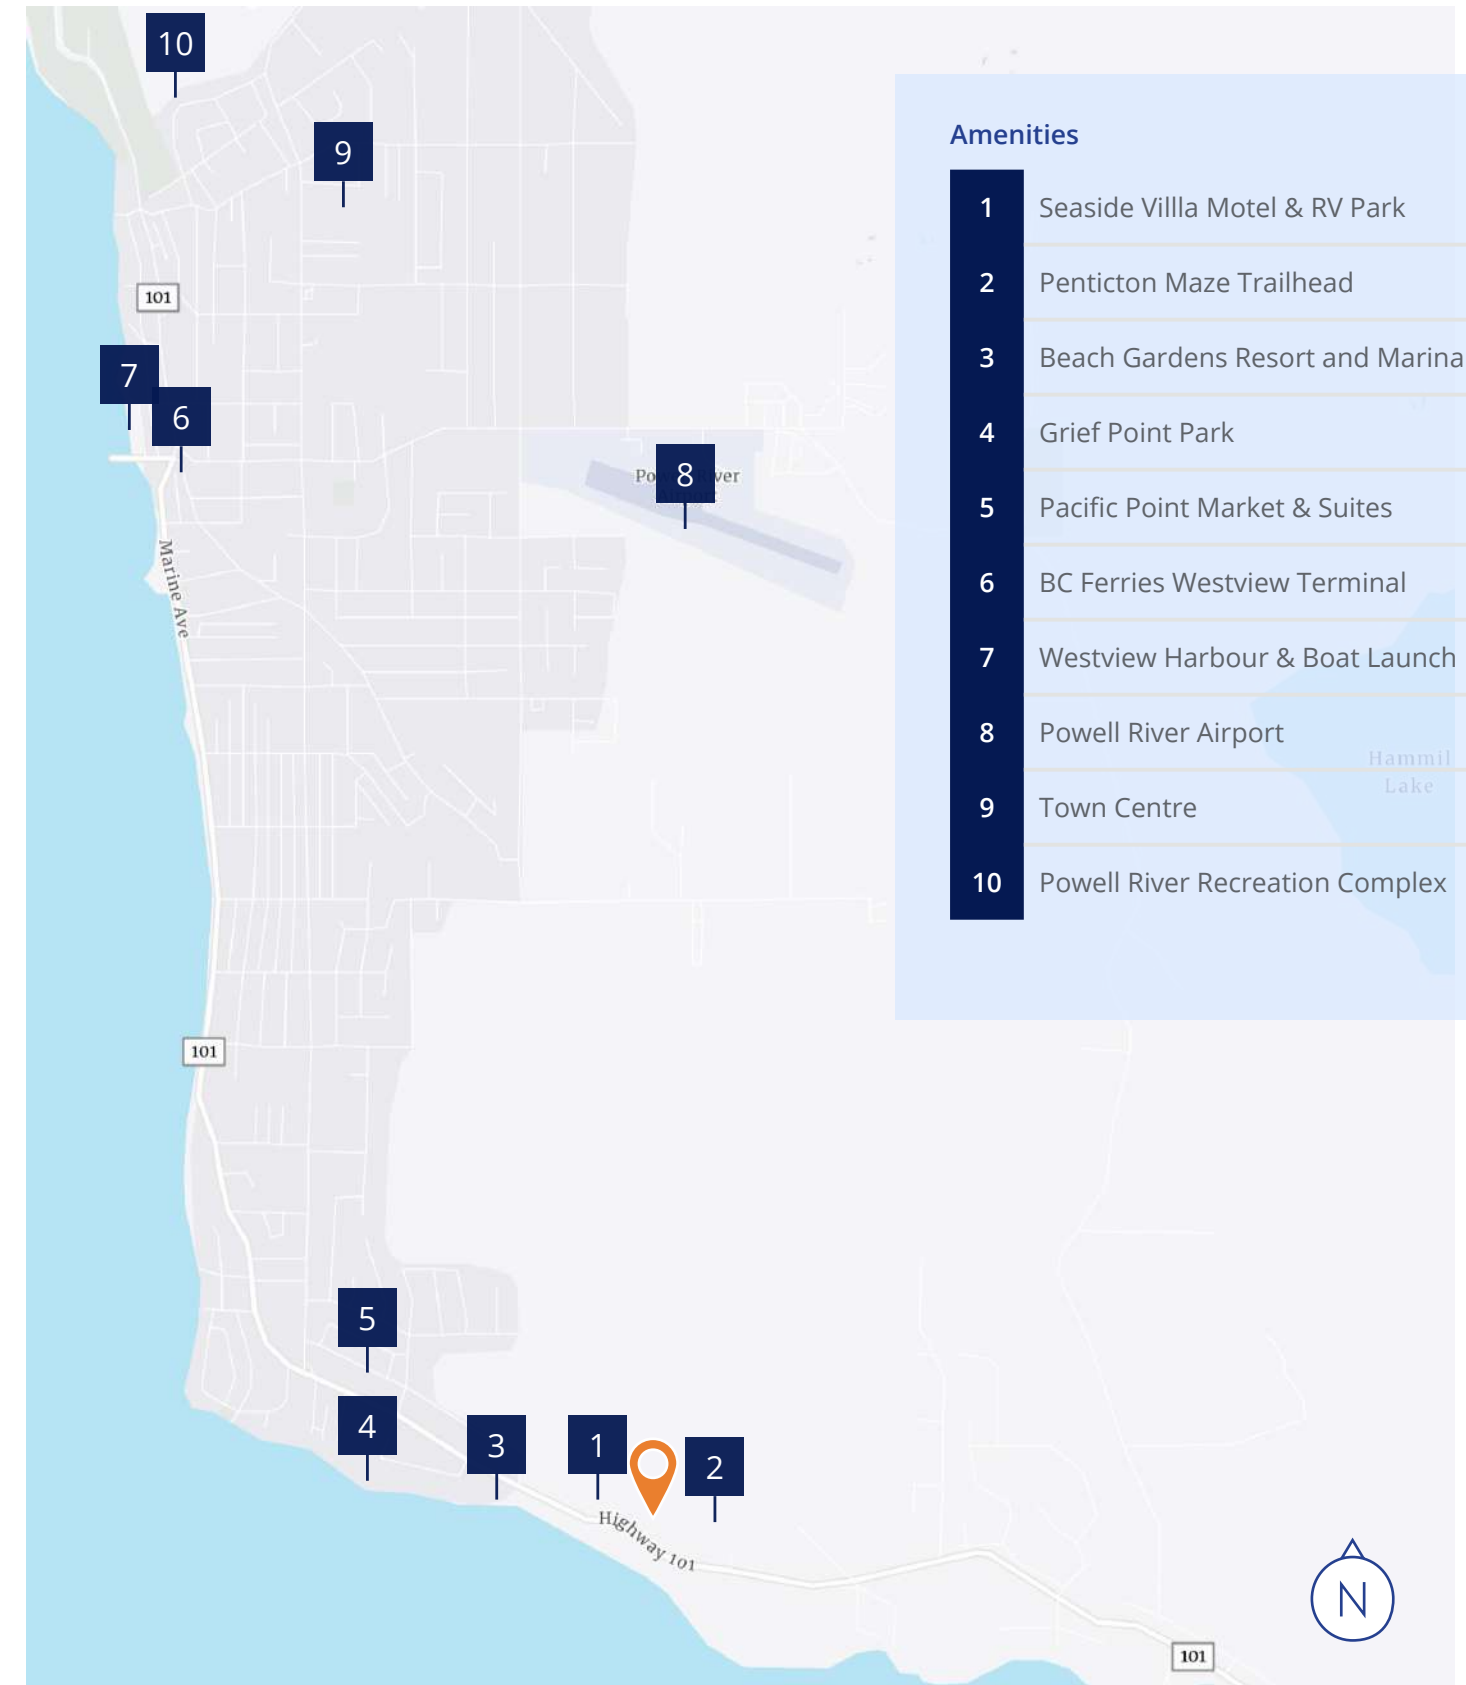 10
9
101
7
6
Marine Ave
8
101
5
4
3
1
2
Highway 101
101
N
Amenities
1 Seaside Villla Motel & RV Park
2 Penticton Maze Trailhead
3 Beach Gardens Resort and Marina
4 Grief Point Park
5 Pacific Point Market & Suites
6 BC Ferries Westview Terminal
7 Westview Harbour & Boat Launch
8 Powell River Airport
9 Town Centre
10 Powell River Recreation Complex
Hammil
Lake